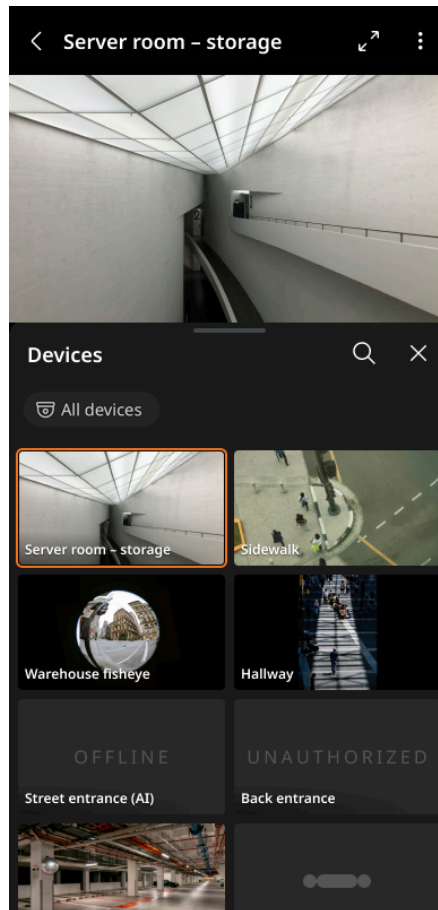 Server room – storage
Devices
All devices
Server room – storage
Sidewalk
Warehouse fisheye
Hallway
OFFLINE
Street entrance (AI)
UNAUTHORIZED
Back entrance